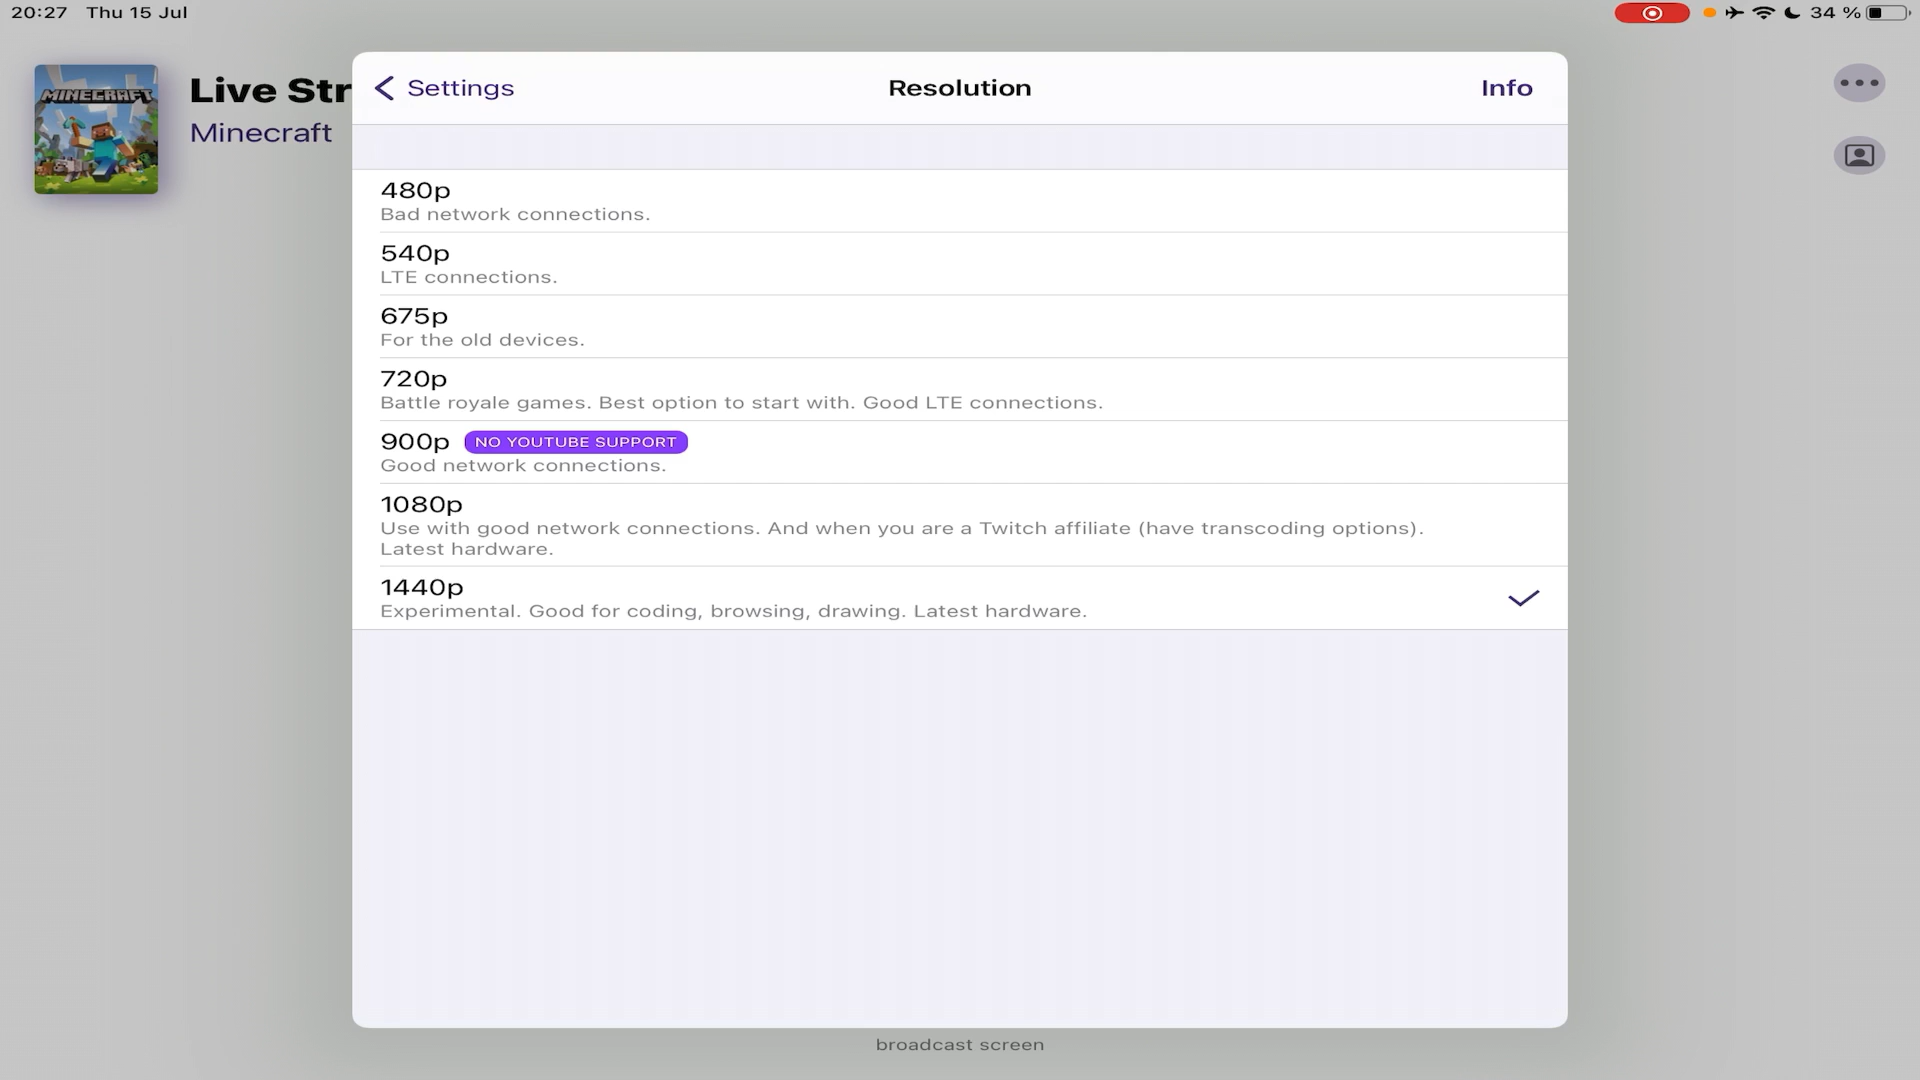 20:27 Thu 15 Jul
34 %
MINECRAFT
Live Str
Minecraft
Settings
Resolution
Info
480p
Bad network connections.
540p
LTE connections.
675p
For the old devices.
720p
Battle royale games. Best option to start with. Good LTE connections.
900p NO YOUTUBE SUPPORT
Good network connections.
1080p
Use with good network connections. And when you are a Twitch affiliate (have transcoding options).
Latest hardware.
1440p
Experimental. Good for coding, browsing, drawing. Latest hardware.
broadcast screen